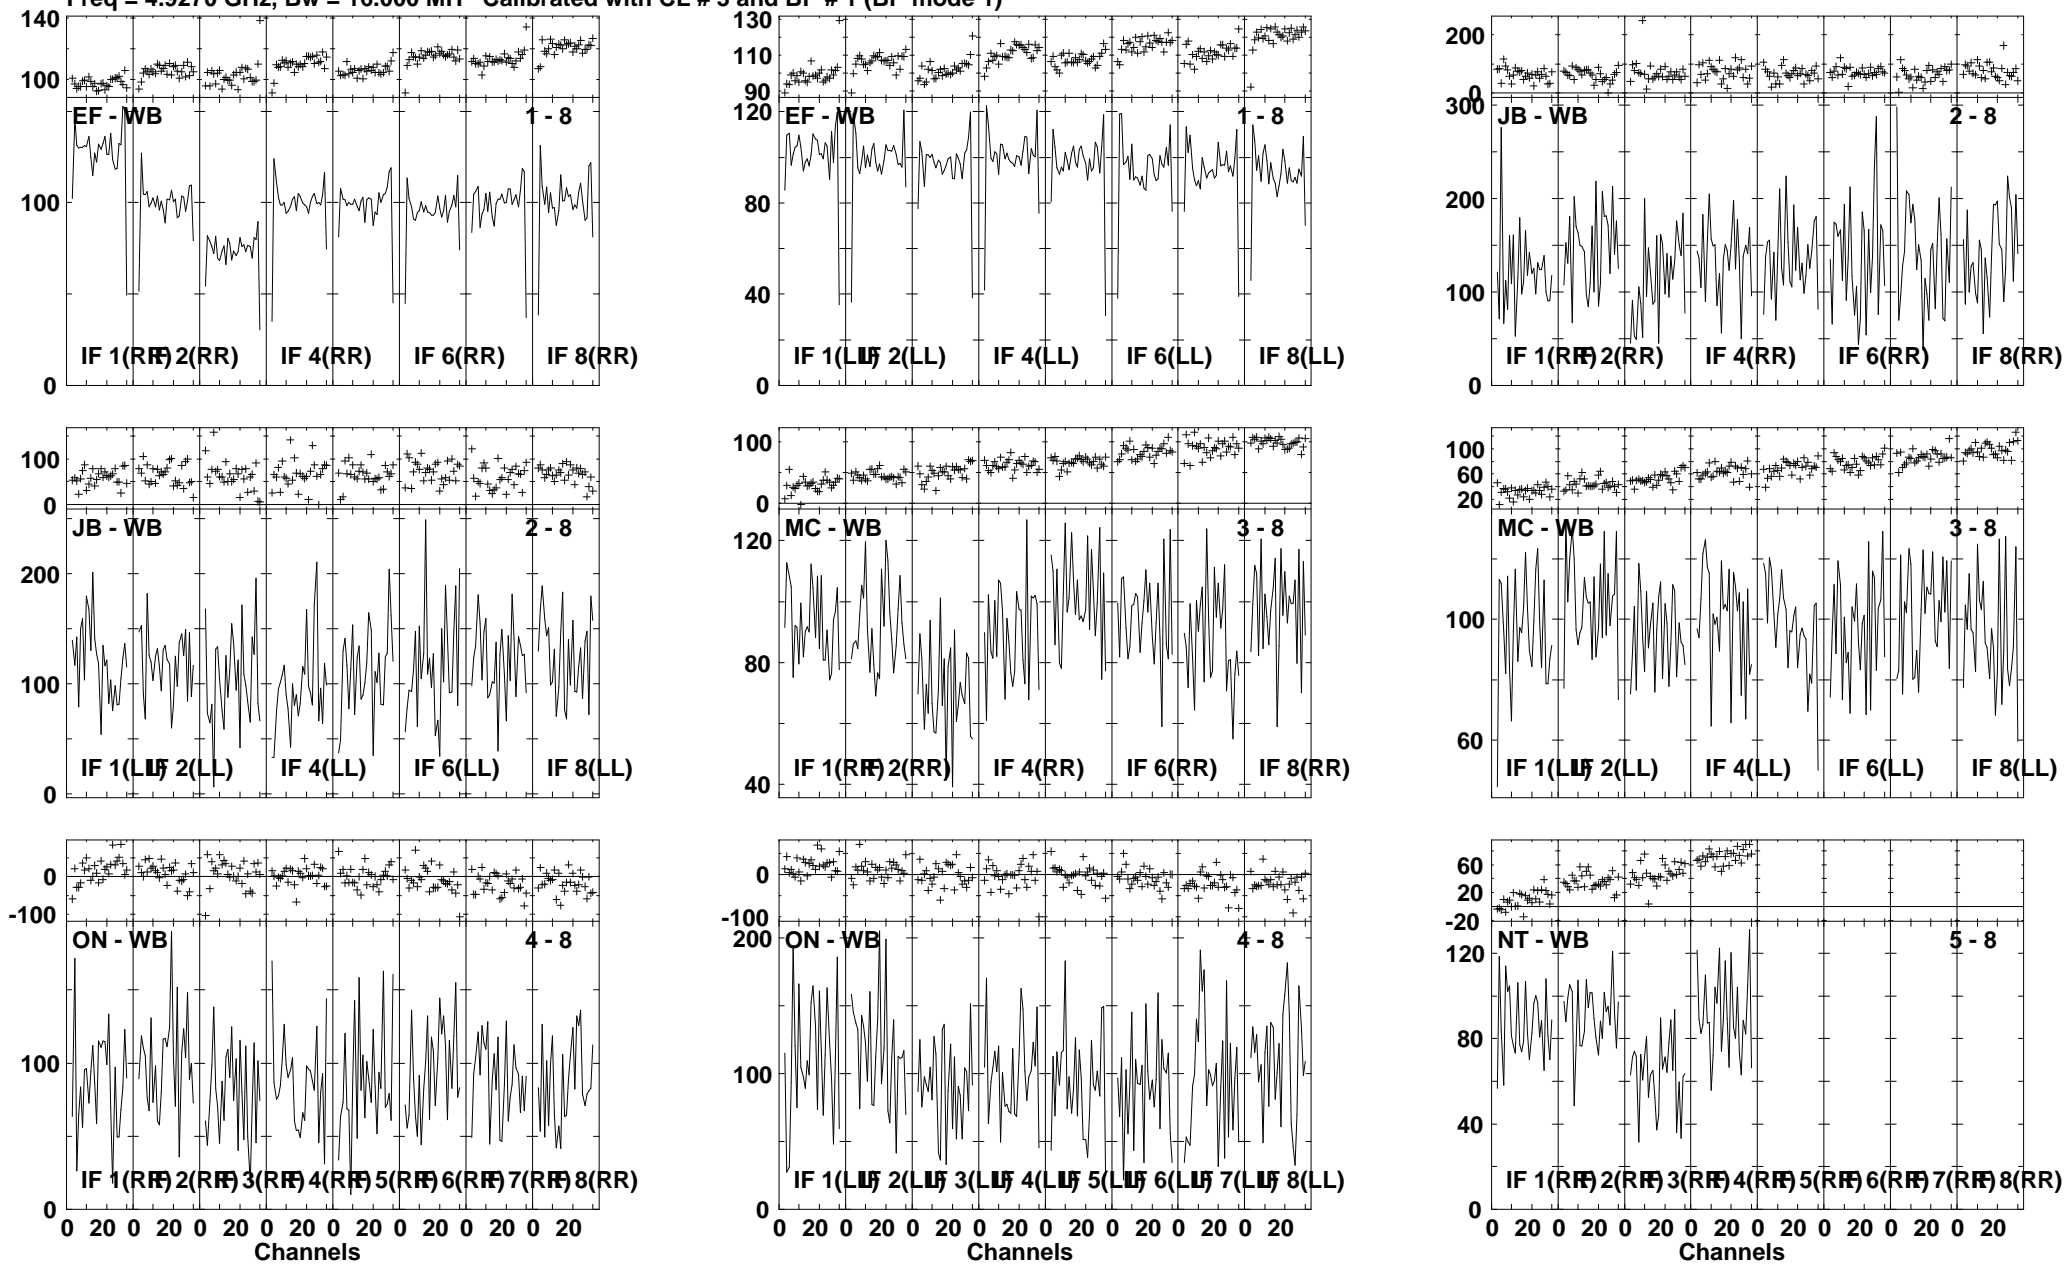 Freq = 4.9270 GHz, Bw = 16.000 MH Calibrated with CL # 3 and BP # 1 (BP mode 1)
140
100
EF - WB
1 - 8
100
0
IF 1(RR) IF 2(RR) IF 4(RR) IF 6(RR) IF 8(RR)
130
110
90
120
EF - WB
1 - 8
80
40
0
IF 1(LL) IF 2(LL) IF 4(LL) IF 6(LL) IF 8(LL)
200
0
300
JB - WB
2 - 8
200
100
0
IF 1(RR) IF 2(RR) IF 4(RR) IF 6(RR) IF 8(RR)
100
0
JB - WB
2 - 8
200
100
0
IF 1(LL) IF 2(LL) IF 4(LL) IF 6(LL) IF 8(LL)
100
50
0
MC - WB
3 - 8
120
80
40
IF 1(RR) IF 2(RR) IF 4(RR) IF 6(RR) IF 8(RR)
100
60
20
MC - WB
3 - 8
100
60
IF 1(LL) IF 2(LL) IF 4(LL) IF 6(LL) IF 8(LL)
0
-100
ON - WB
4 - 8
100
0
IF 1(RR) IF 2(RR) IF 3(RR) IF 4(RR) IF 5(RR) IF 6(RR) IF 7(RR) IF 8(RR)
0 20 0 20 0 20 0 20 0 20 0 20 0 20 0 20
Channels
0
-100
200
ON - WB
4 - 8
100
0
IF 1(LL) IF 2(LL) IF 3(LL) IF 4(LL) IF 5(LL) IF 6(LL) IF 7(LL) IF 8(LL)
0 20 0 20 0 20 0 20 0 20 0 20 0 20 0 20
Channels
60
20
-20
NT - WB
5 - 8
120
80
40
0
IF 1(RR) IF 2(RR) IF 3(RR) IF 4(RR) IF 5(RR) IF 6(RR) IF 7(RR) IF 8(RR)
0 20 0 20 0 20 0 20 0 20 0 20 0 20 0 20
Channels